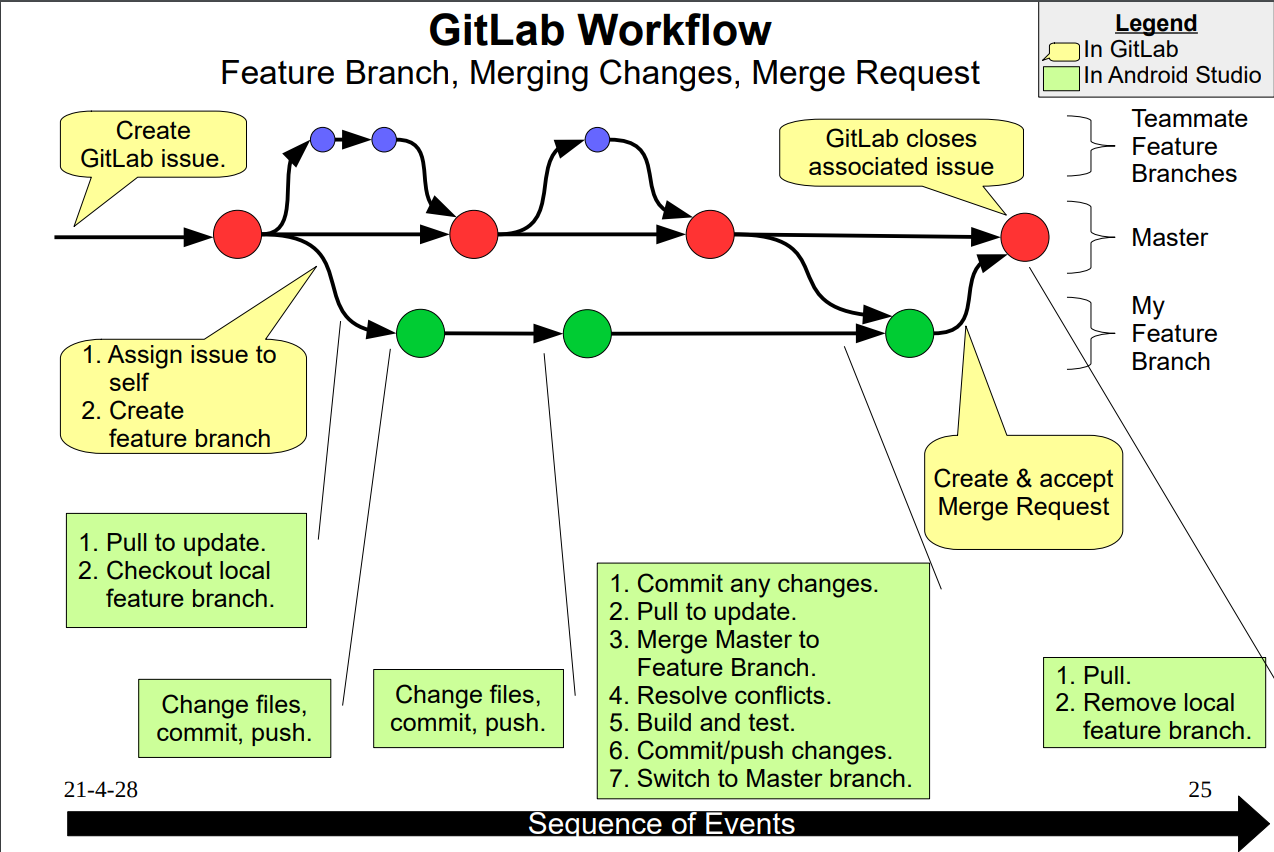 GitLab Workflow
Feature Branch, Merging Changes, Merge Request
Legend
In GitLab
In Android Studio
Create
GitLab issue.
GitLab closes
associated issue
Teammate
Feature
Branches
Master
My
Feature
Branch
1. Assign issue to
self
2. Create
feature branch
Create & accept
Merge Request
1. Pull to update.
2. Checkout local
feature branch.
Change files,
commit, push.
Change files,
commit, push.
1. Commit any changes.
2. Pull to update.
3. Merge Master to
Feature Branch.
4. Resolve conflicts.
5. Build and test.
6. Commit/push changes.
7. Switch to Master branch.
1. Pull.
2. Remove local
feature branch.
21-4-28
25
Sequence of Events